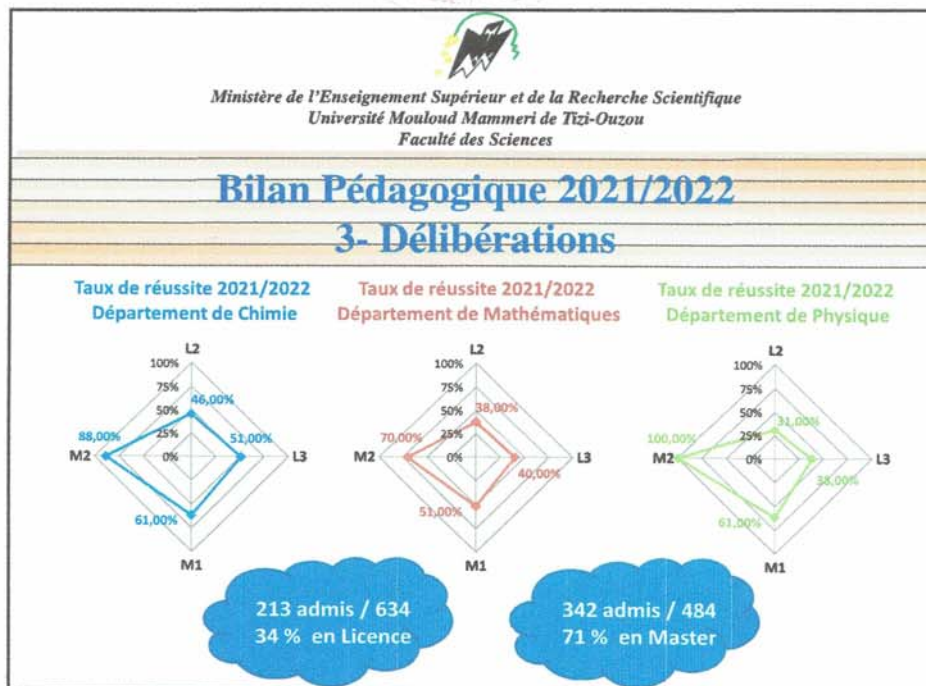 Ministère de l'Enseignement Supérieur et de la Recherche Scientifique
Université Mouloud Mammeri de Tizi-Ouzou
Faculté des Sciences
Bilan Pédagogique 2021/2022
3- Délibérations
Taux de réussite 2021/2022
Département de Chimie
L2
100%
75%
46,00%
50%
88,00%
51,00%
25%
M2
0%
L3
61,00%
M1
Taux de réussite 2021/2022
Département de Mathématiques
L2
100%
75%
50%
38,00%
70,00%
25%
M2
0%
L3
40,00%
51,00%
M1
Taux de réussite 2021/2022
Département de Physique
L2
100%
75%
50%
31,00%
100,00%
25%
M2
0%
L3
38,00%
61,00%
M1
213 admis / 634
34 % en Licence
342 admis / 484
71 % en Master